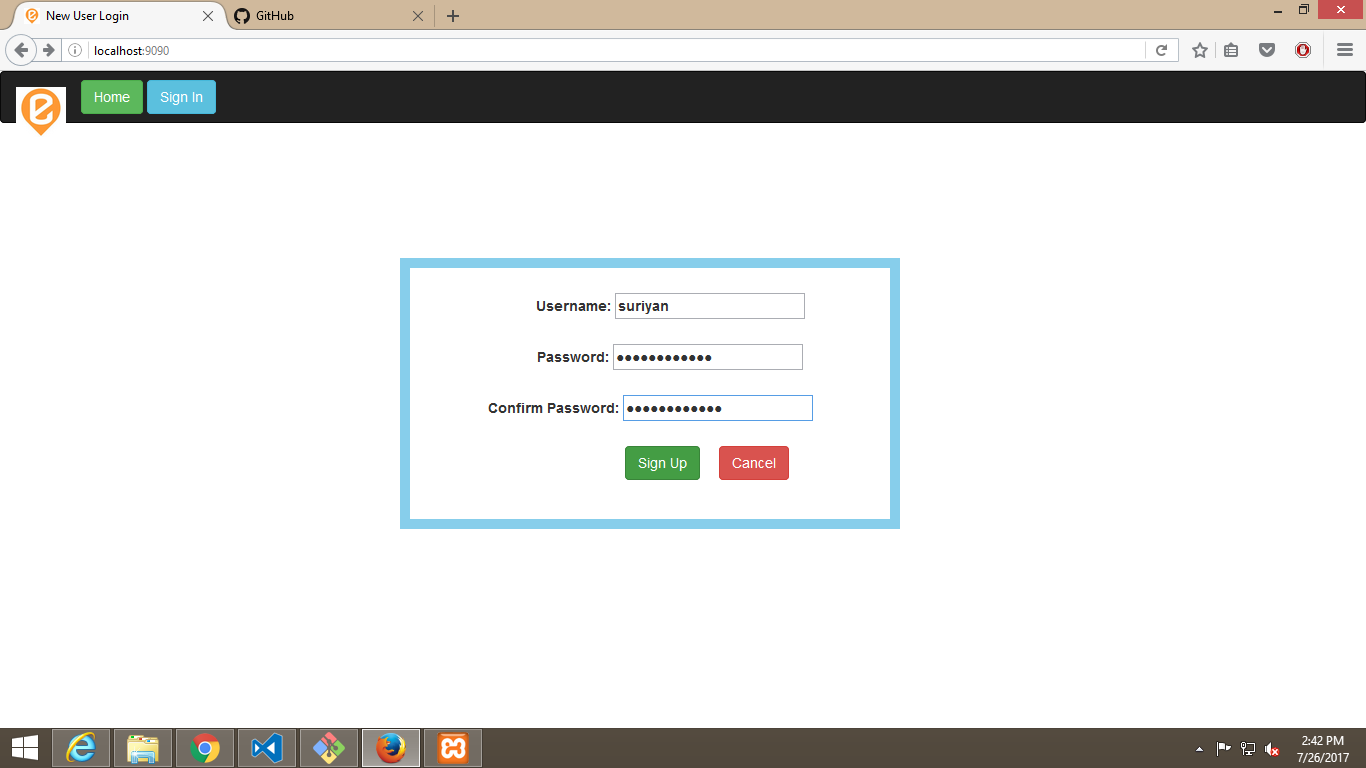 New User Login
GitHub
localhost:9090
Home
Sign In
Username: suriyan
Password: ●●●●●●●●●●●●
Confirm Password: ●●●●●●●●●●●●
Sign Up
Cancel
2:42 PM
7/26/2017